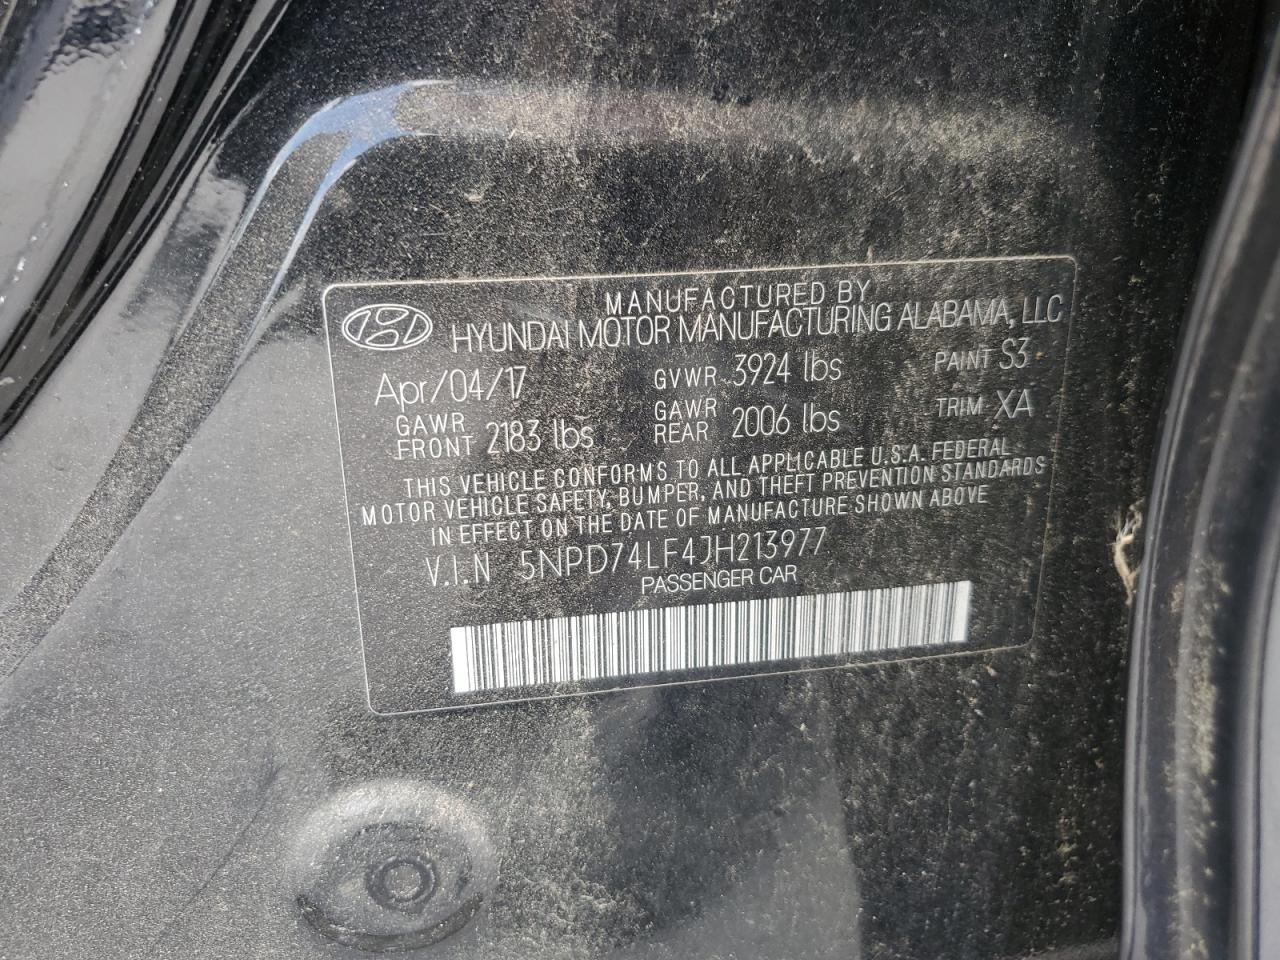 MANUFACTURED BY
HYUNDAI MOTOR MANUFACTURING ALABAMA, LLC
Apr/04/17 GVWR 3924 lbs PAINT S3
GAWR FRONT 2183 lbs GAWR REAR 2006 lbs TRIM XA
THIS VEHICLE CONFORMS TO ALL APPLICABLE U.S.A. FEDERAL
MOTOR VEHICLE SAFETY, BUMPER, AND THEFT PREVENTION STANDARDS
IN EFFECT ON THE DATE OF MANUFACTURE SHOWN ABOVE
V.I.N 5NPD74LF4JH213977
PASSENGER CAR